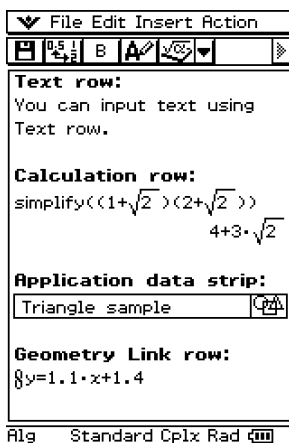 File Edit Insert Action
B
Text row:
You can input text using
Text row.
Calculation row:
simplify((1+√2)(2+√2))
4+3·√2
Application data strip:
Triangle sample
Geometry Link row:
y=1.1·x+1.4
Alg Standard Cplx Rad